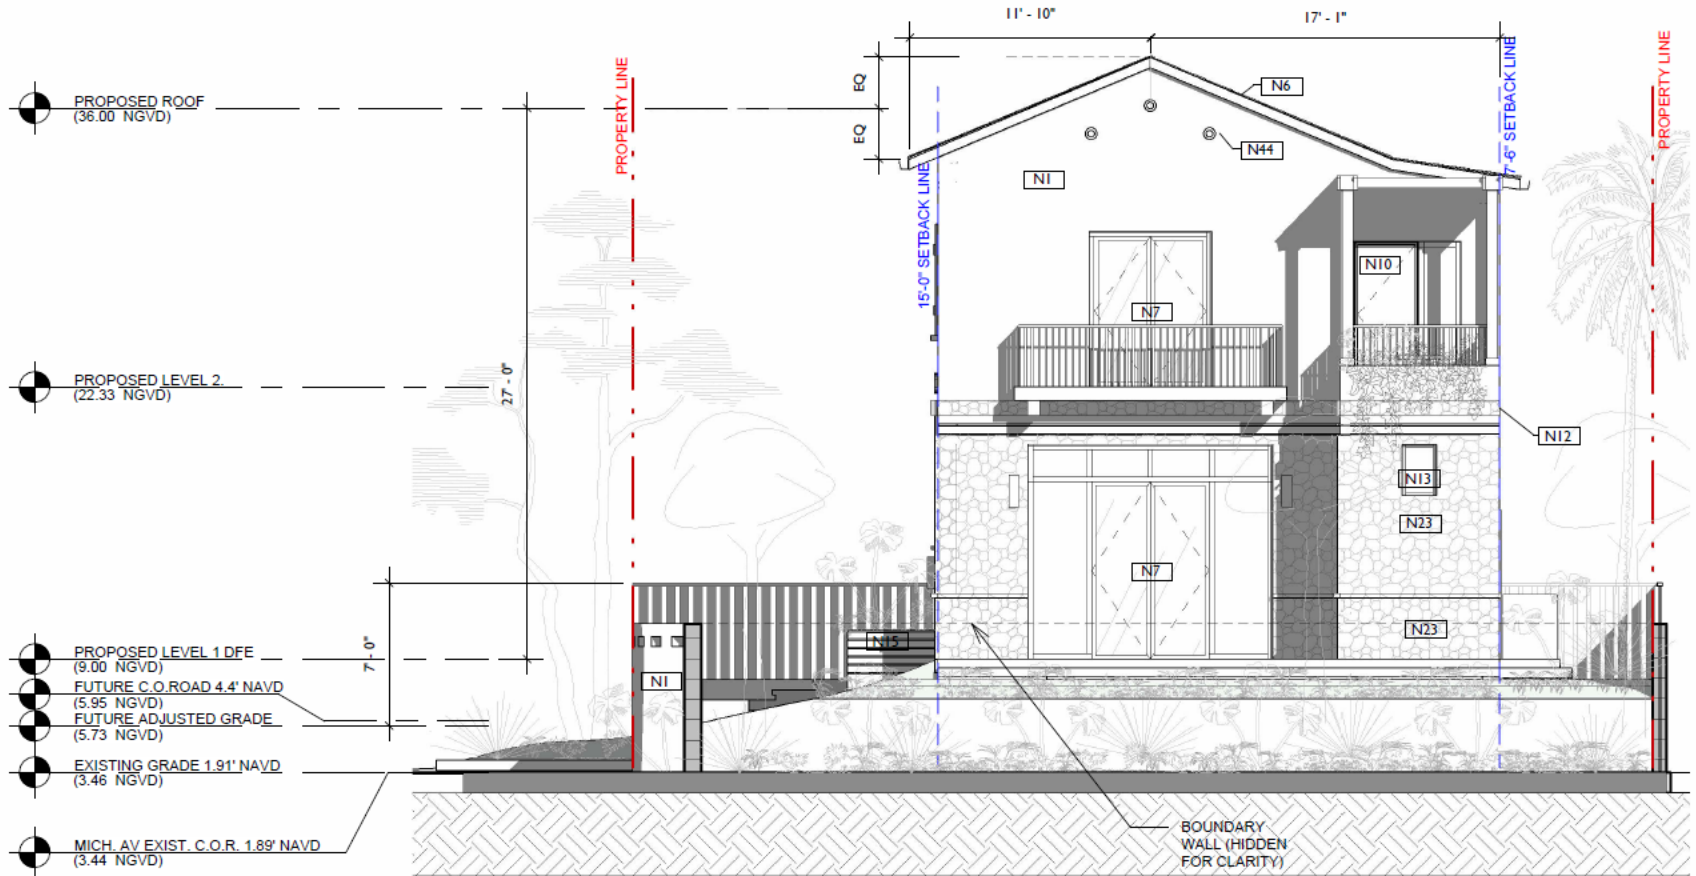 11' - 10"
17' - 1"
PROPERTY LINE
7'-6" SETBACK LINE
PROPERTY LINE
EQ
N6
PROPOSED ROOF
(36.00 NGVD)
EQ
N44
N1
15'-0" SETBACK LINE
N10
N7
PROPOSED LEVEL 2.
(22.33 NGVD)
27' - 0"
N12
N13
N23
N7
7' - 0"
N15
N23
PROPOSED LEVEL 1 DFE
(9.00 NGVD)
N1
FUTURE C.O.ROAD 4.4' NAVD
(5.95 NGVD)
FUTURE ADJUSTED GRADE
(5.73 NGVD)
EXISTING GRADE 1.91' NAVD
(3.46 NGVD)
MICH. AV EXIST. C.O.R. 1.89' NAVD
(3.44 NGVD)
BOUNDARY
WALL (HIDDEN
FOR CLARITY)